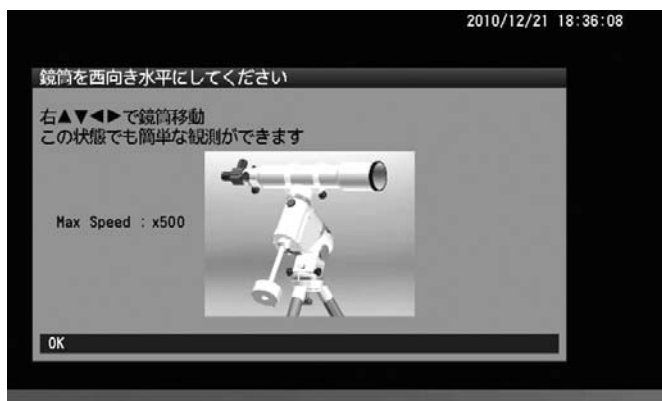 2010/12/21 18:36:08
鏡筒を西向き水平にしてください
右▲▼◀▶で鏡筒移動
この状態でも簡単な観測ができます
Max Speed : x500
OK